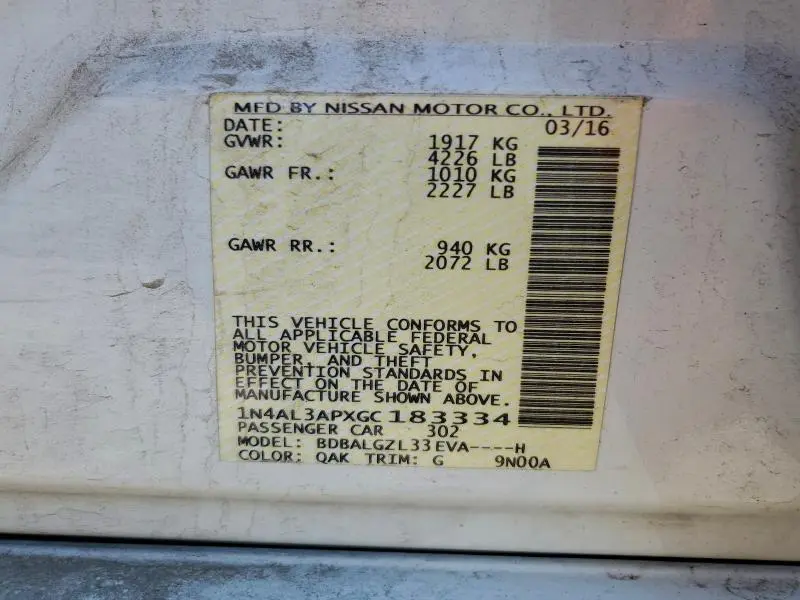 MFD BY NISSAN MOTOR CO., LTD.
DATE: 03/16
GVWR: 1917 KG
4226 LB
GAWR FR.: 1010 KG
2227 LB
GAWR RR.: 940 KG
2072 LB
THIS VEHICLE CONFORMS TO
ALL APPLICABLE FEDERAL
MOTOR VEHICLE SAFETY,
BUMPER, AND THEFT
PREVENTION STANDARDS IN
EFFECT ON THE DATE OF
MANUFACTURE SHOWN ABOVE.
1N4AL3APXGC183334
PASSENGER CAR 302
MODEL: BDBALGZL33EVA----H
COLOR: QAK TRIM: G 9N00A